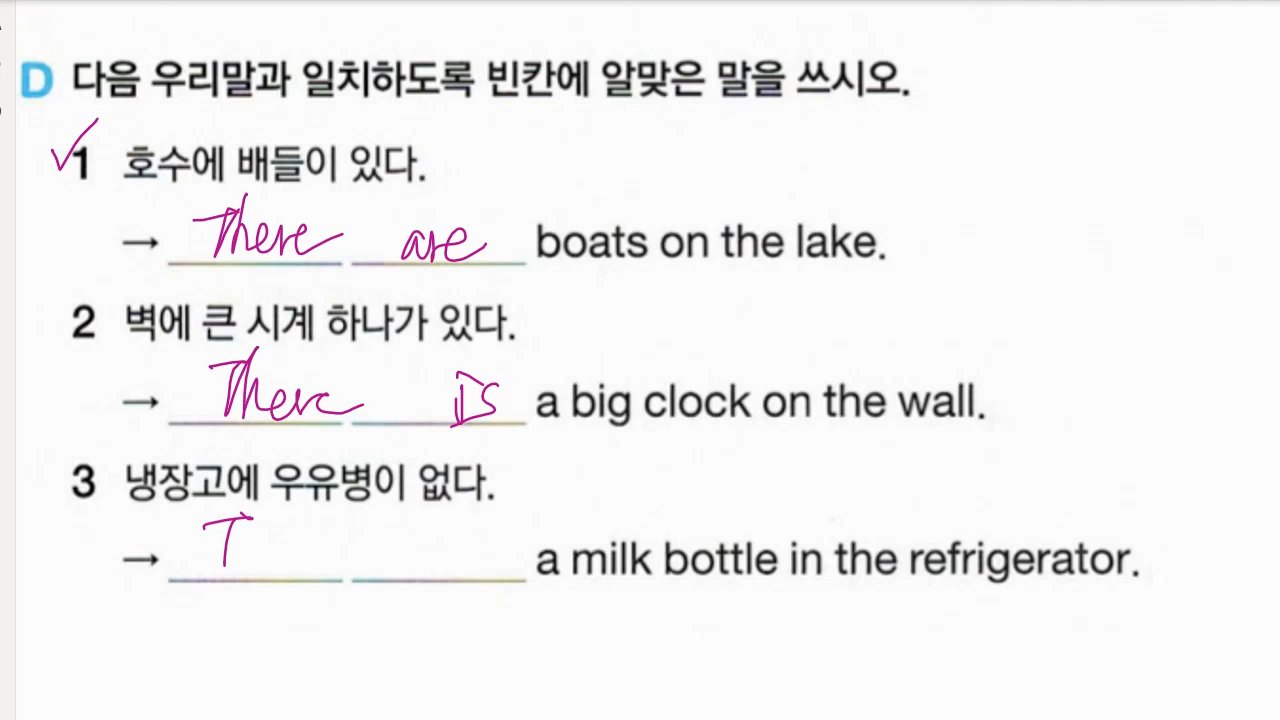 D 다음 우리말과 일치하도록 빈칸에 알맞은 말을 쓰시오.
1 호수에 배들이 있다.
→ There are boats on the lake.
2 벽에 큰 시계 하나가 있다.
→ There is a big clock on the wall.
3 냉장고에 우유병이 없다.
→ T a milk bottle in the refrigerator.